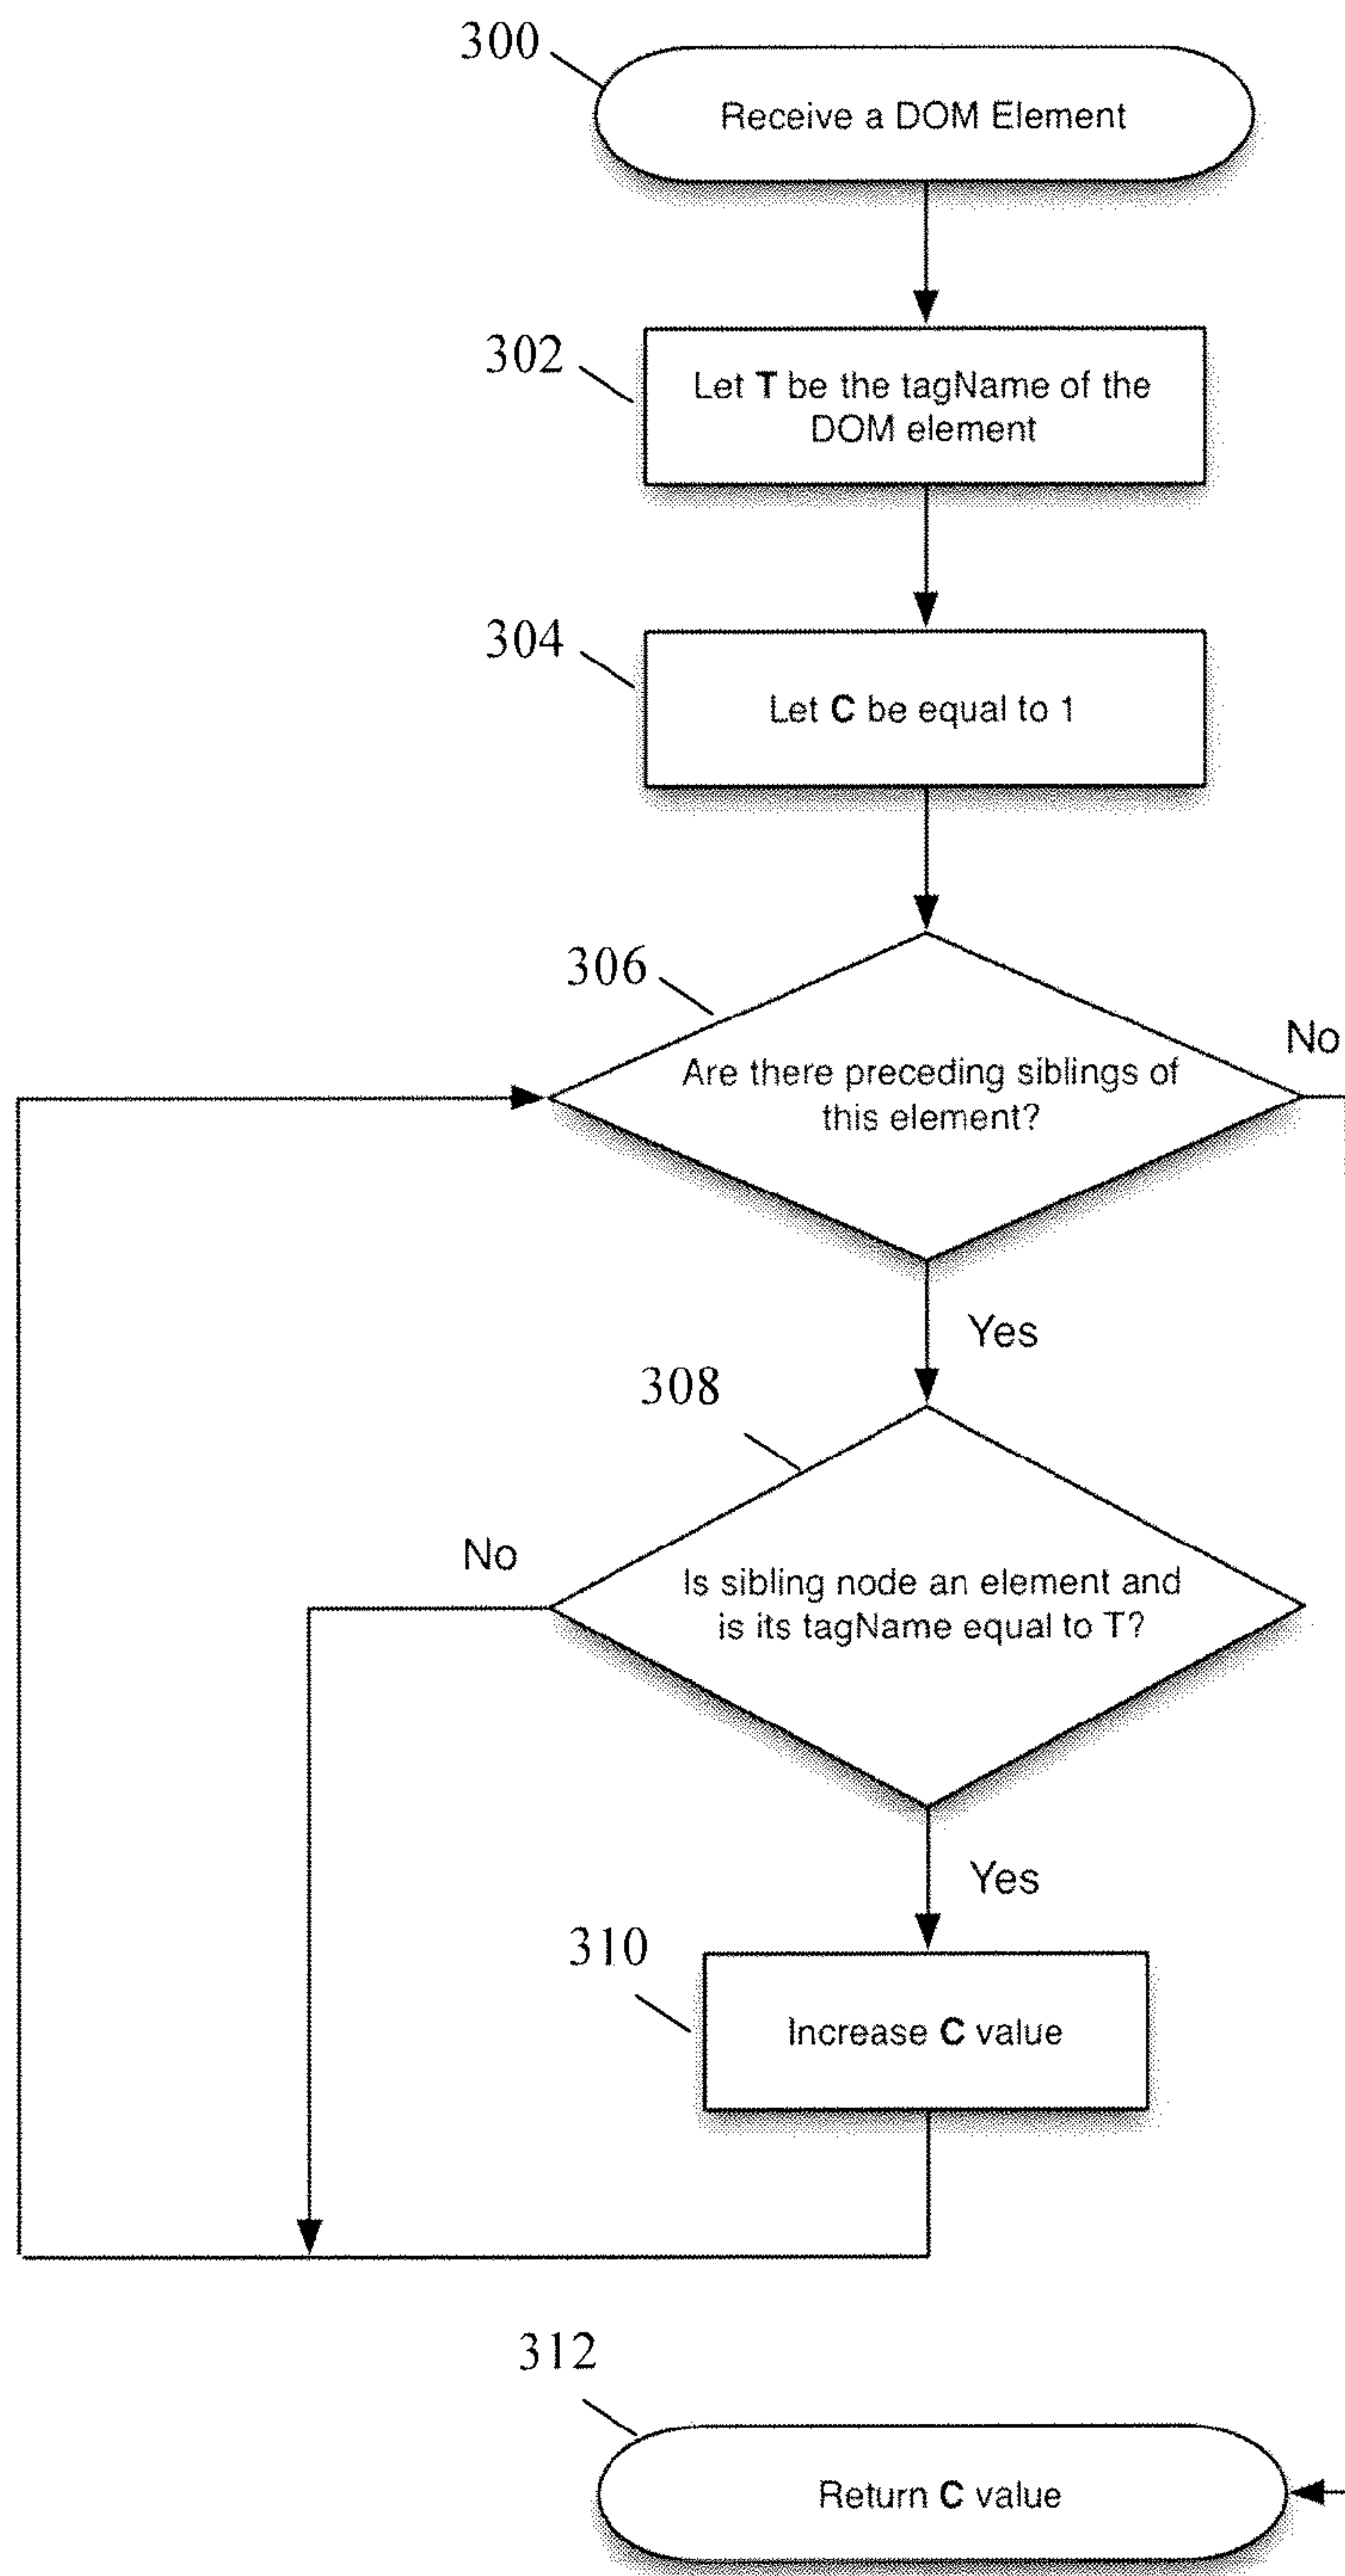 300
Receive a DOM Element
302
Let T be the tagName of the
DOM element
304
Let C be equal to 1
306
No
Are there preceding siblings of
this element?
Yes
308
No
Is sibling node an element and
is its tagName equal to T?
Yes
310
Increase C value
312
Return C value